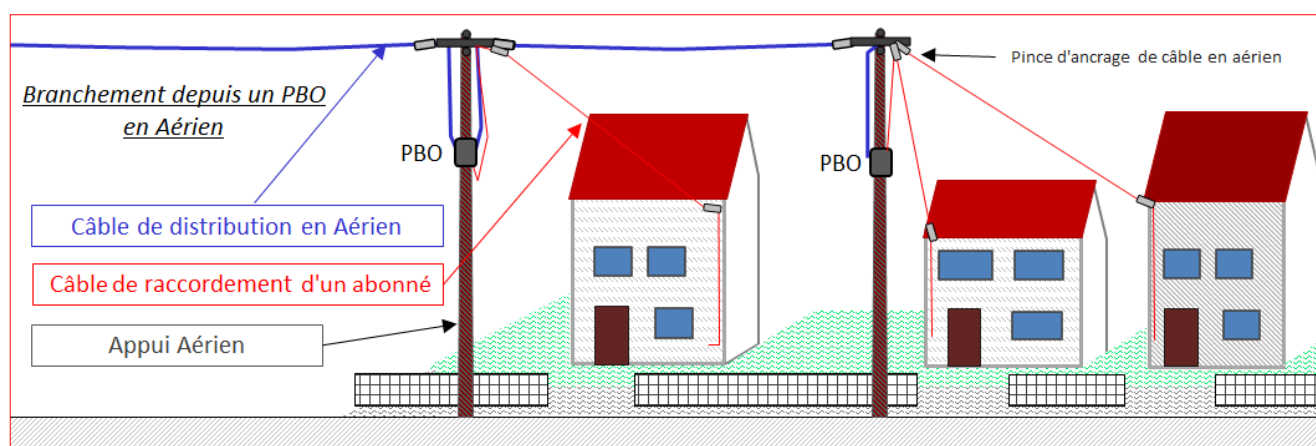 Branchement depuis un PBO
en Aérien
Pince d'ancrage de câble en aérien
PBO
PBO
Câble de distribution en Aérien
Câble de raccordement d'un abonné
Appui Aérien